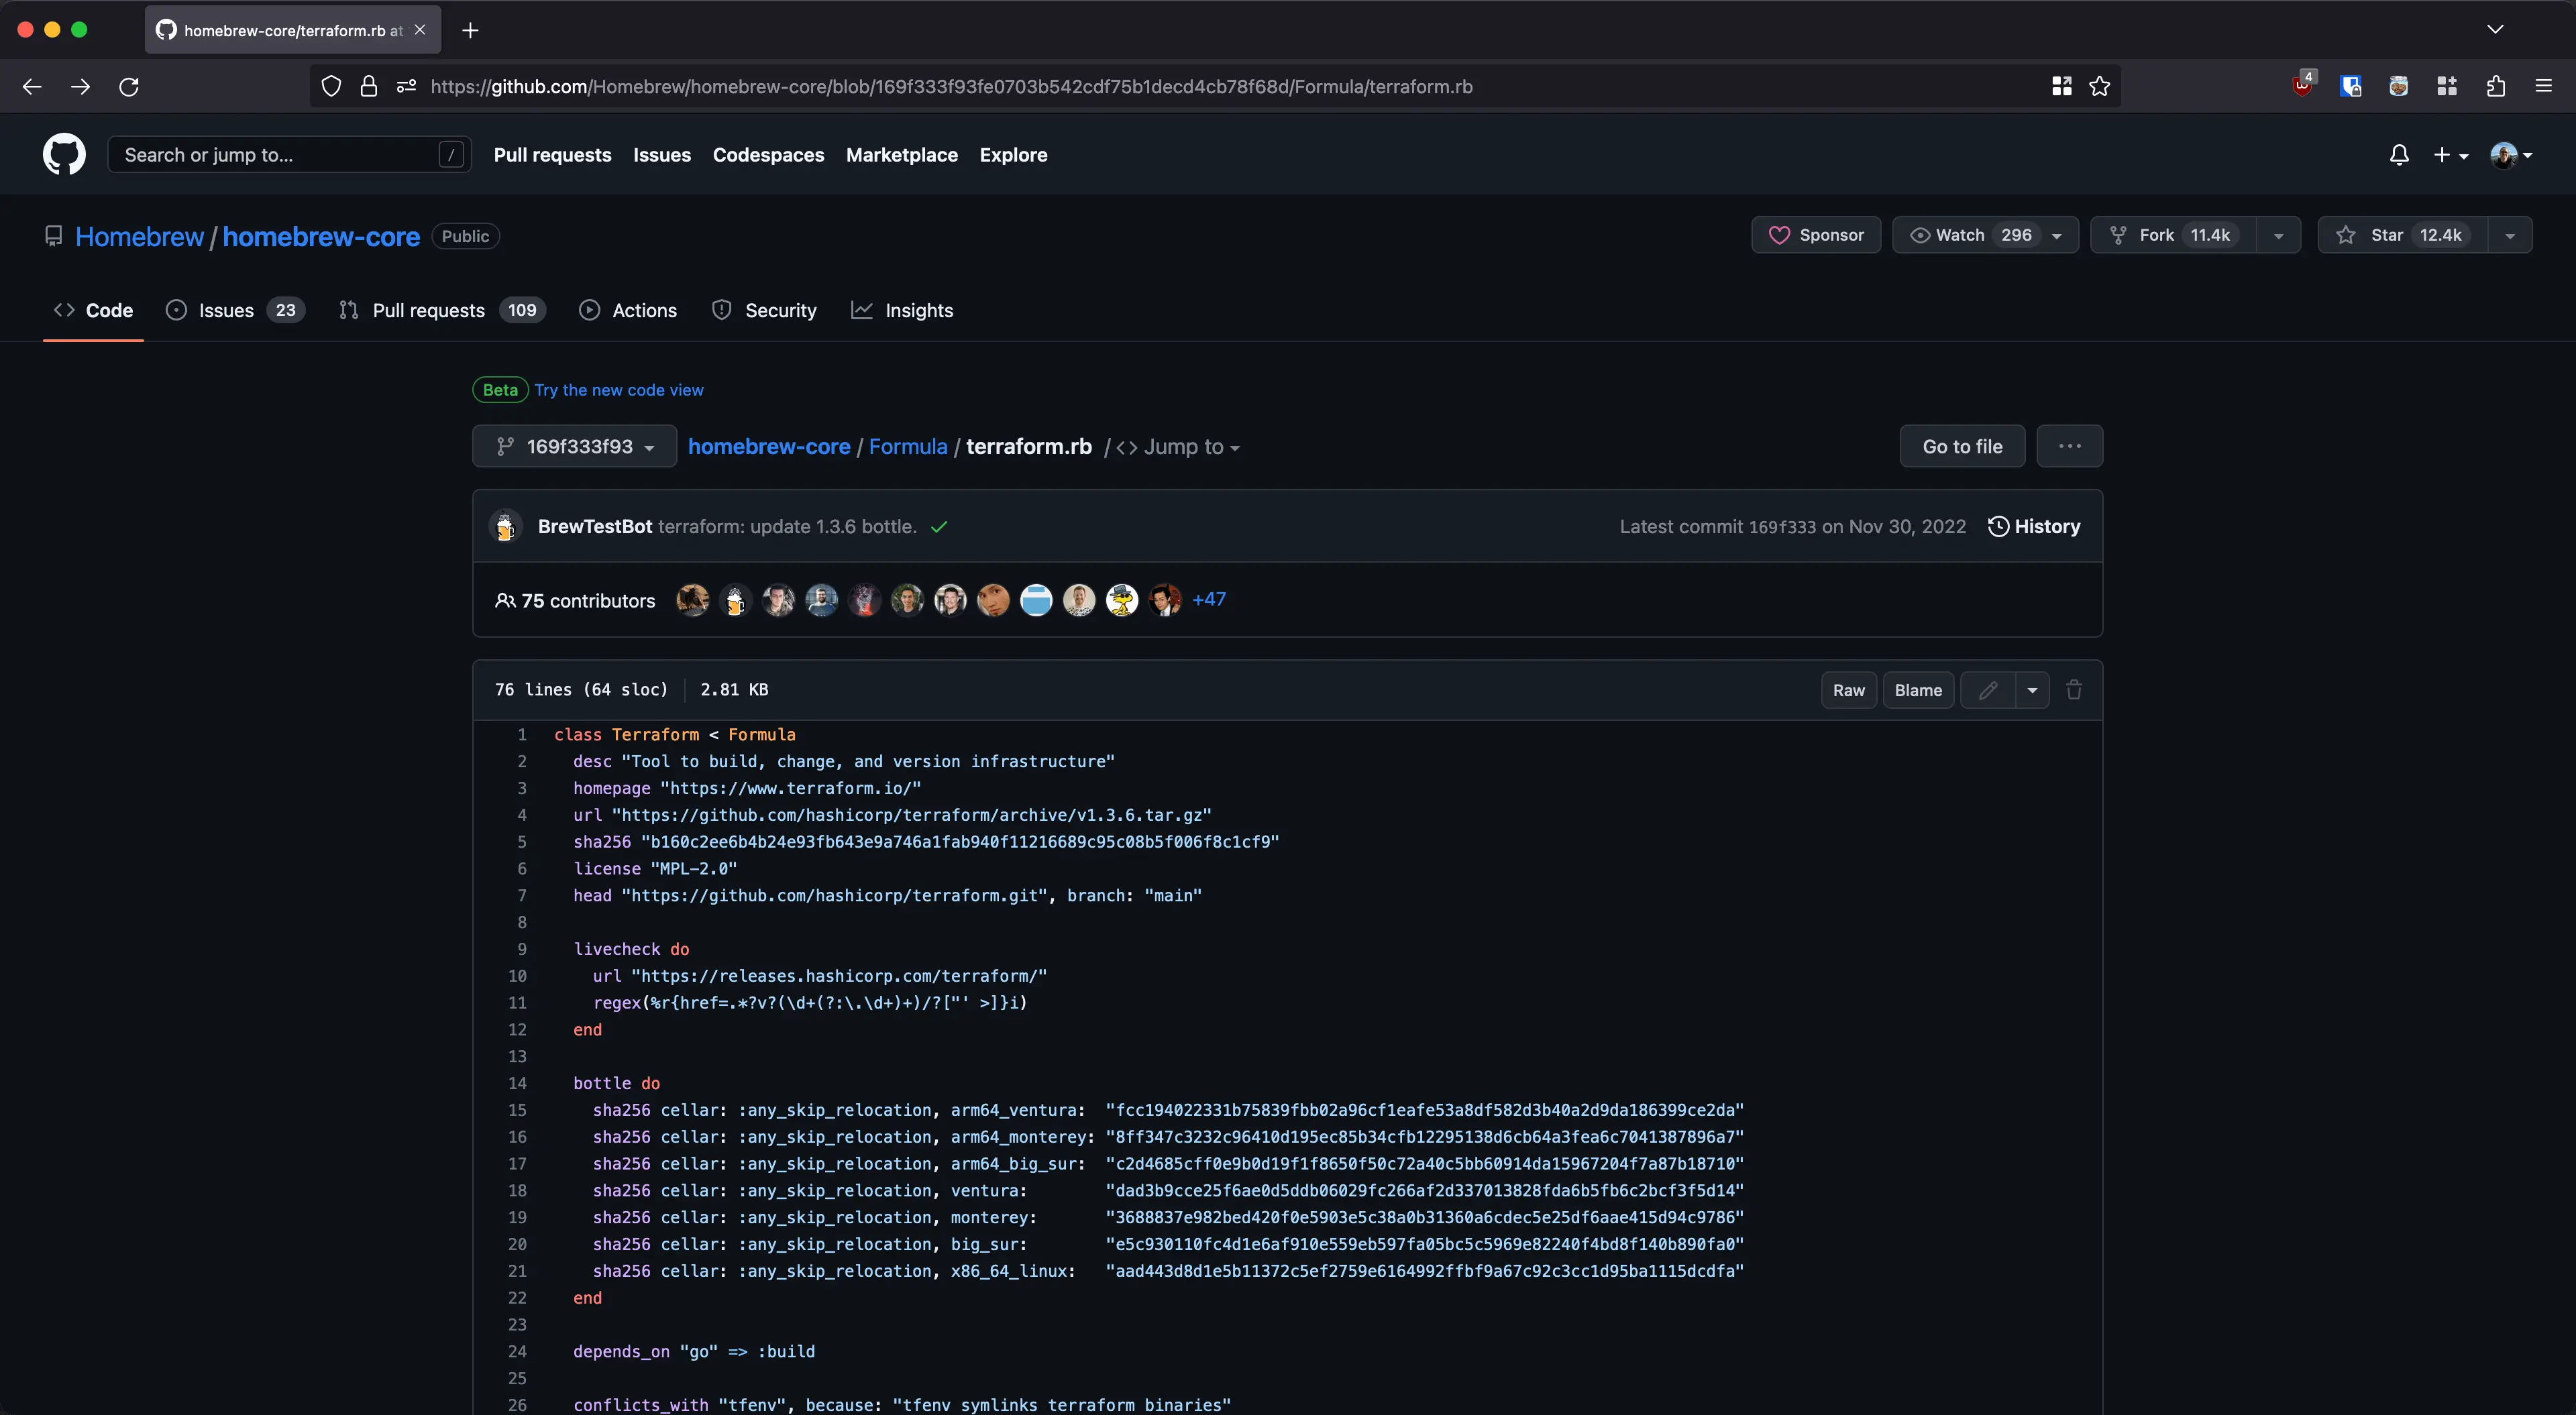 homebrew-core/terraform.rb at
https://github.com/Homebrew/homebrew-core/blob/169f333f93fe0703b542cdf75b1decd4cb78f68d/Formula/terraform.rb
4
Search or jump to... /
Pull requests Issues Codespaces Marketplace Explore
Homebrew / homebrew-core Public
Sponsor Watch 296 Fork 11.4k Star 12.4k
Code Issues 23 Pull requests 109 Actions Security Insights
Beta Try the new code view
169f333f93 homebrew-core / Formula / terraform.rb / <> Jump to
Go to file ...
BrewTestBot terraform: update 1.3.6 bottle.
Latest commit 169f333 on Nov 30, 2022 History
75 contributors +47
76 lines (64 sloc) 2.81 KB
Raw Blame
1 class Terraform < Formula
2 desc "Tool to build, change, and version infrastructure"
3 homepage "https://www.terraform.io/"
4 url "https://github.com/hashicorp/terraform/archive/v1.3.6.tar.gz"
5 sha256 "b160c2ee6b4b24e93fb643e9a746a1fab940f11216689c95c08b5f006f8c1cf9"
6 license "MPL-2.0"
7 head "https://github.com/hashicorp/terraform.git", branch: "main"
8
9 livecheck do
10 url "https://releases.hashicorp.com/terraform/"
11 regex(%r{href=.*?v?(\d+(?:\.\d+)+)/?["' >]}i)
12 end
13
14 bottle do
15 sha256 cellar: :any_skip_relocation, arm64_ventura: "fcc194022331b75839fbb02a96cf1eafe53a8df582d3b40a2d9da186399ce2da"
16 sha256 cellar: :any_skip_relocation, arm64_monterey: "8ff347c3232c96410d195ec85b34cfb12295138d6cb64a3fea6c7041387896a7"
17 sha256 cellar: :any_skip_relocation, arm64_big_sur: "c2d4685cff0e9b0d19f1f8650f50c72a40c5bb60914da15967204f7a87b18710"
18 sha256 cellar: :any_skip_relocation, ventura: "dad3b9cce25f6ae0d5ddb06029fc266af2d337013828fda6b5fb6c2bcf3f5d14"
19 sha256 cellar: :any_skip_relocation, monterey: "3688837e982bed420f0e5903e5c38a0b31360a6cdec5e25df6aae415d94c9786"
20 sha256 cellar: :any_skip_relocation, big_sur: "e5c930110fc4d1e6af910e559eb597fa05bc5c5969e82240f4bd8f140b890fa0"
21 sha256 cellar: :any_skip_relocation, x86_64_linux: "aad443d8d1e5b11372c5ef2759e6164992ffbf9a67c92c3cc1d95ba1115dcdfa"
22 end
23
24 depends_on "go" => :build
25
26 conflicts_with "tfenv", because: "tfenv symlinks terraform binaries"